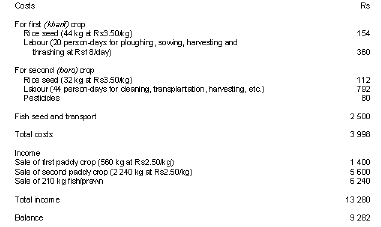 Costs Rs
For first (kharif) crop
Rice seed (44 kg at Rs3.50/kg) 154
Labour (20 person-days for ploughing, sowing, harvesting and
thrashing at Rs18/day) 360
For second (boro) crop
Rice seed (32 kg at Rs3.50/kg) 112
Labour (44 person-days for cleaning, transplantation, harvesting, etc.) 792
Pesticides 80
Fish seed and transport 2 500
Total costs 3 998
Income
Sale of first paddy crop (560 kg at Rs2.50/kg) 1 400
Sale of second paddy crop (2 240 kg at Rs2.50/kg) 5 600
Sale of 210 kg fish/prawn 6 240
Total income 13 280
Balance 9 282